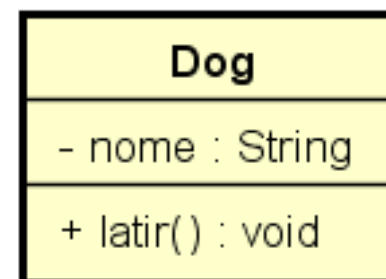 Dog
- nome : String
+ latir() : void